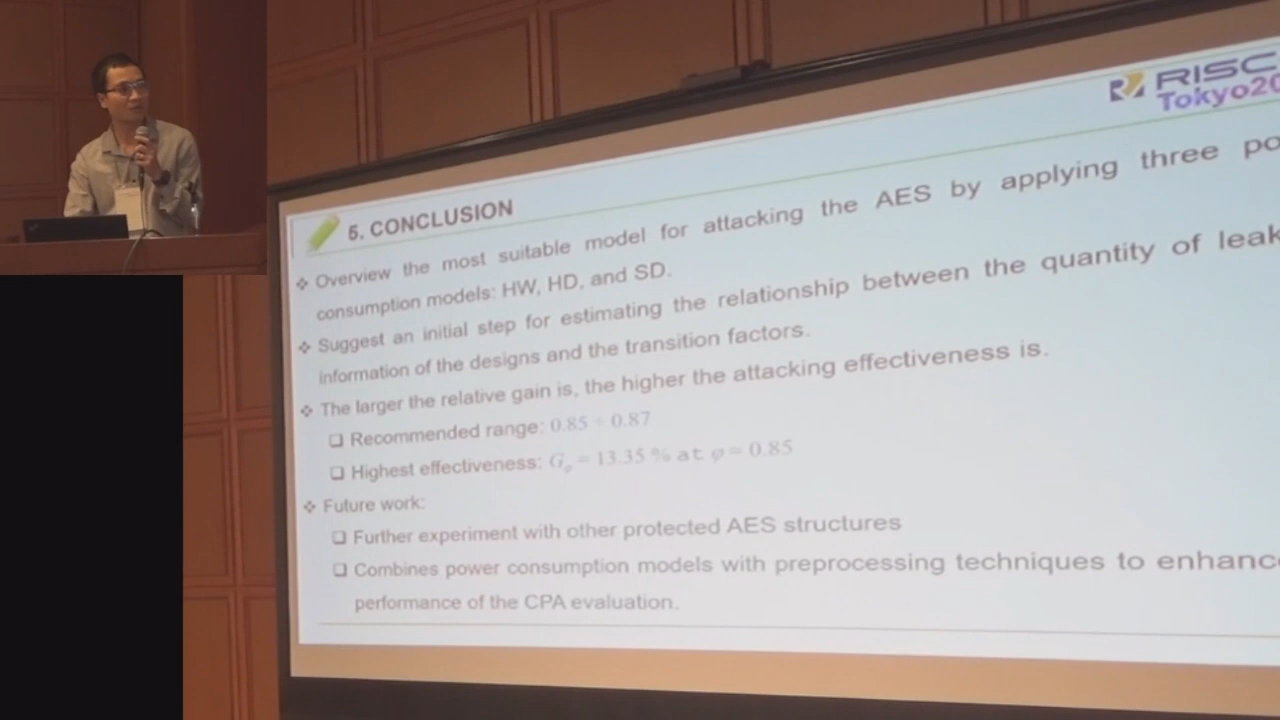 RISC
Tokyo20
5. CONCLUSION
❖ Overview the most suitable model for attacking the AES by applying three po
consumption models: HW, HD, and SD.
❖ Suggest an initial step for estimating the relationship between the quantity of leak
information of the designs and the transition factors.
❖ The larger the relative gain is, the higher the attacking effectiveness is.
❑ Recommended range: 0.85 ÷ 0.87
❑ Highest effectiveness: Gρ = 13.35 % at φ = 0.85
❖ Future work:
❑ Further experiment with other protected AES structures
❑ Combines power consumption models with preprocessing techniques to enhance
performance of the CPA evaluation.